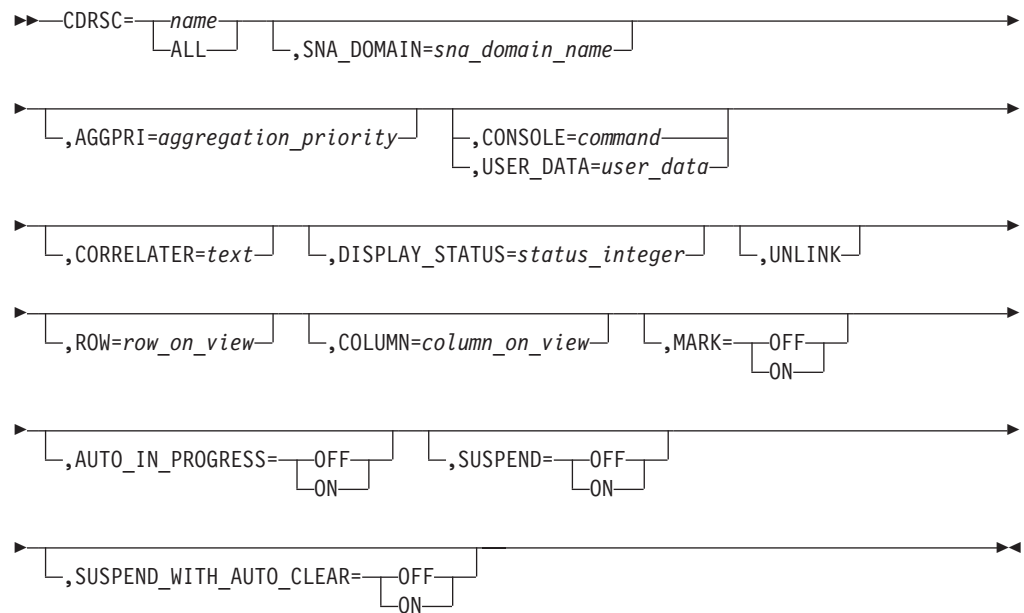 CDRSC= name ,SNA_DOMAIN=sna_domain_name
ALL
,AGGPRI=aggregation_priority ,CONSOLE=command
,USER_DATA=user_data
,CORRELATER=text ,DISPLAY_STATUS=status_integer ,UNLINK
,ROW=row_on_view ,COLUMN=column_on_view ,MARK= OFF
ON
,AUTO_IN_PROGRESS= OFF ,SUSPEND= OFF
ON ON
,SUSPEND_WITH_AUTO_CLEAR= OFF
ON